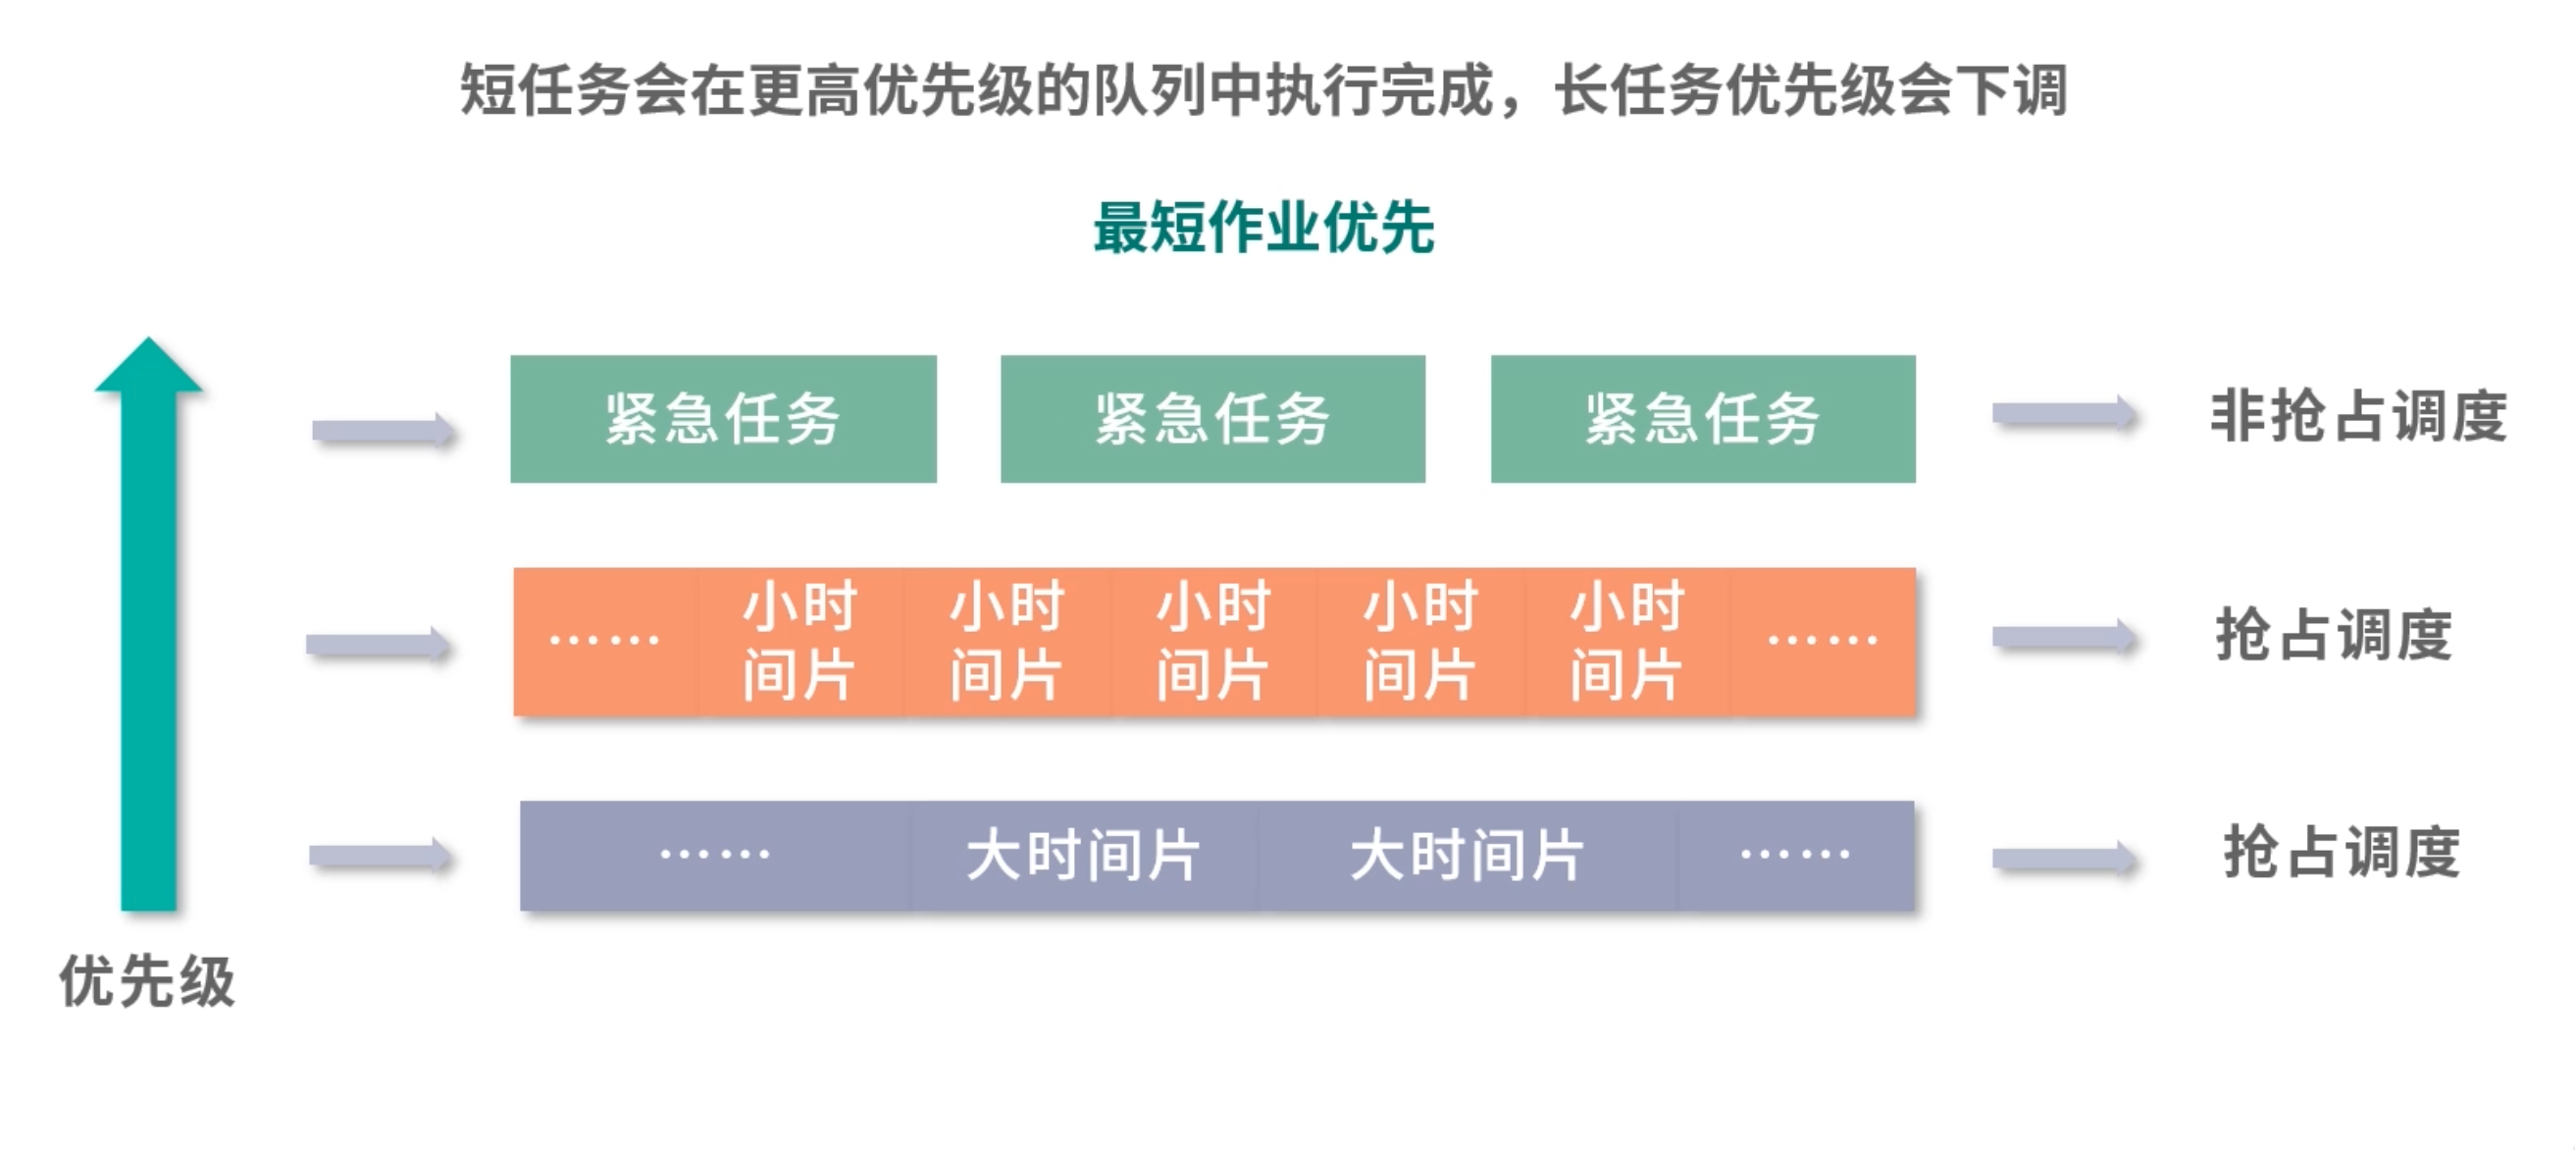 短任务会在更高优先级的队列中执行完成，长任务优先级会下调
最短作业优先
紧急任务 紧急任务 紧急任务 非抢占调度
…… 小时间片 小时间片 小时间片 小时间片 小时间片 …… 抢占调度
…… 大时间片 大时间片 …… 抢占调度
优先级